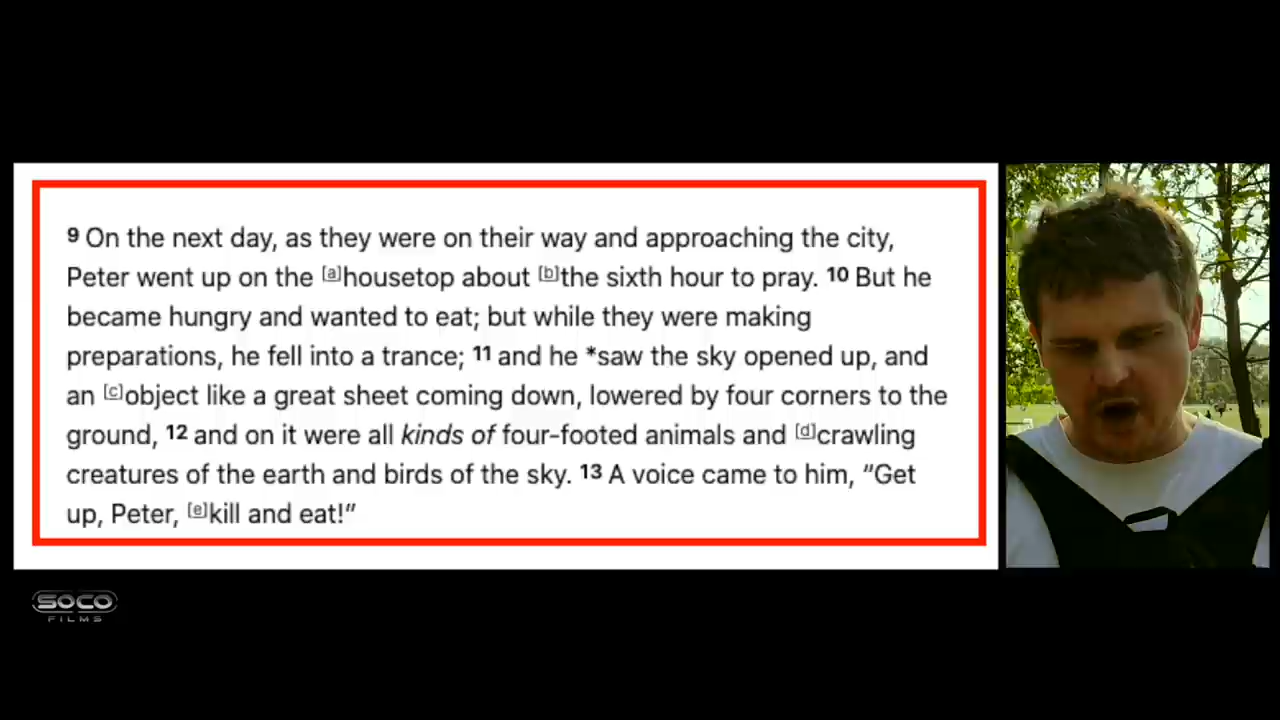 9 On the next day, as they were on their way and approaching the city,
Peter went up on the [a]housetop about [b]the sixth hour to pray. 10 But he
became hungry and wanted to eat; but while they were making
preparations, he fell into a trance; 11 and he *saw the sky opened up, and
an [c]object like a great sheet coming down, lowered by four corners to the
ground, 12 and on it were all kinds of four-footed animals and [d]crawling
creatures of the earth and birds of the sky. 13 A voice came to him, “Get
up, Peter, [e]kill and eat!”
SOCO
FILMS